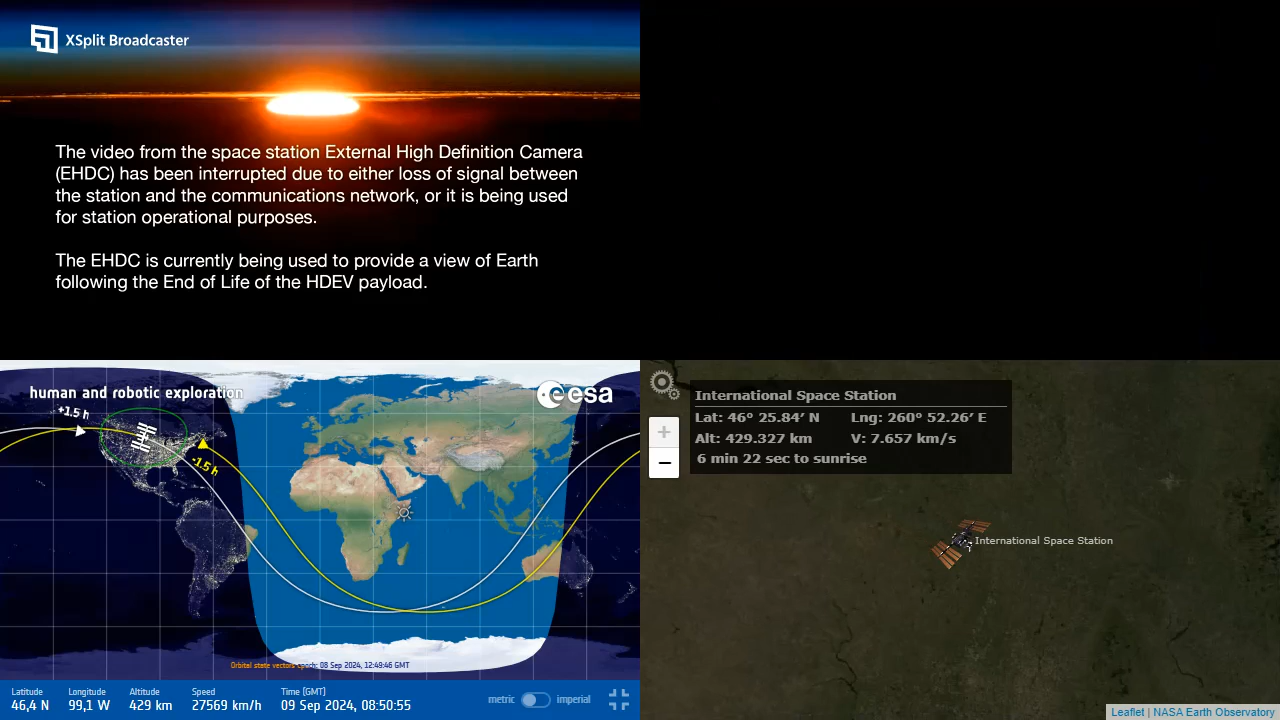 XSplit Broadcaster
The video from the space station External High Definition Camera
(EHDC) has been interrupted due to either loss of signal between
the station and the communications network, or it is being used
for station operational purposes.
The EHDC is currently being used to provide a view of Earth
following the End of Life of the HDEV payload.
human and robotic exploration
esa
+1.5 h
-1.5 h
Orbital state vectors Epoch: 08 Sep 2024, 12:49:46 GMT
Latitude
46,4 N
Longitude
99,1 W
Altitude
429 km
Speed
27569 km/h
Time (GMT)
09 Sep 2024, 08:50:55
metric
imperial
+
−
International Space Station
Lat: 46° 25.84′ N Lng: 260° 52.26′ E
Alt: 429.327 km V: 7.657 km/s
6 min 22 sec to sunrise
International Space Station
Leaflet | NASA Earth Observatory